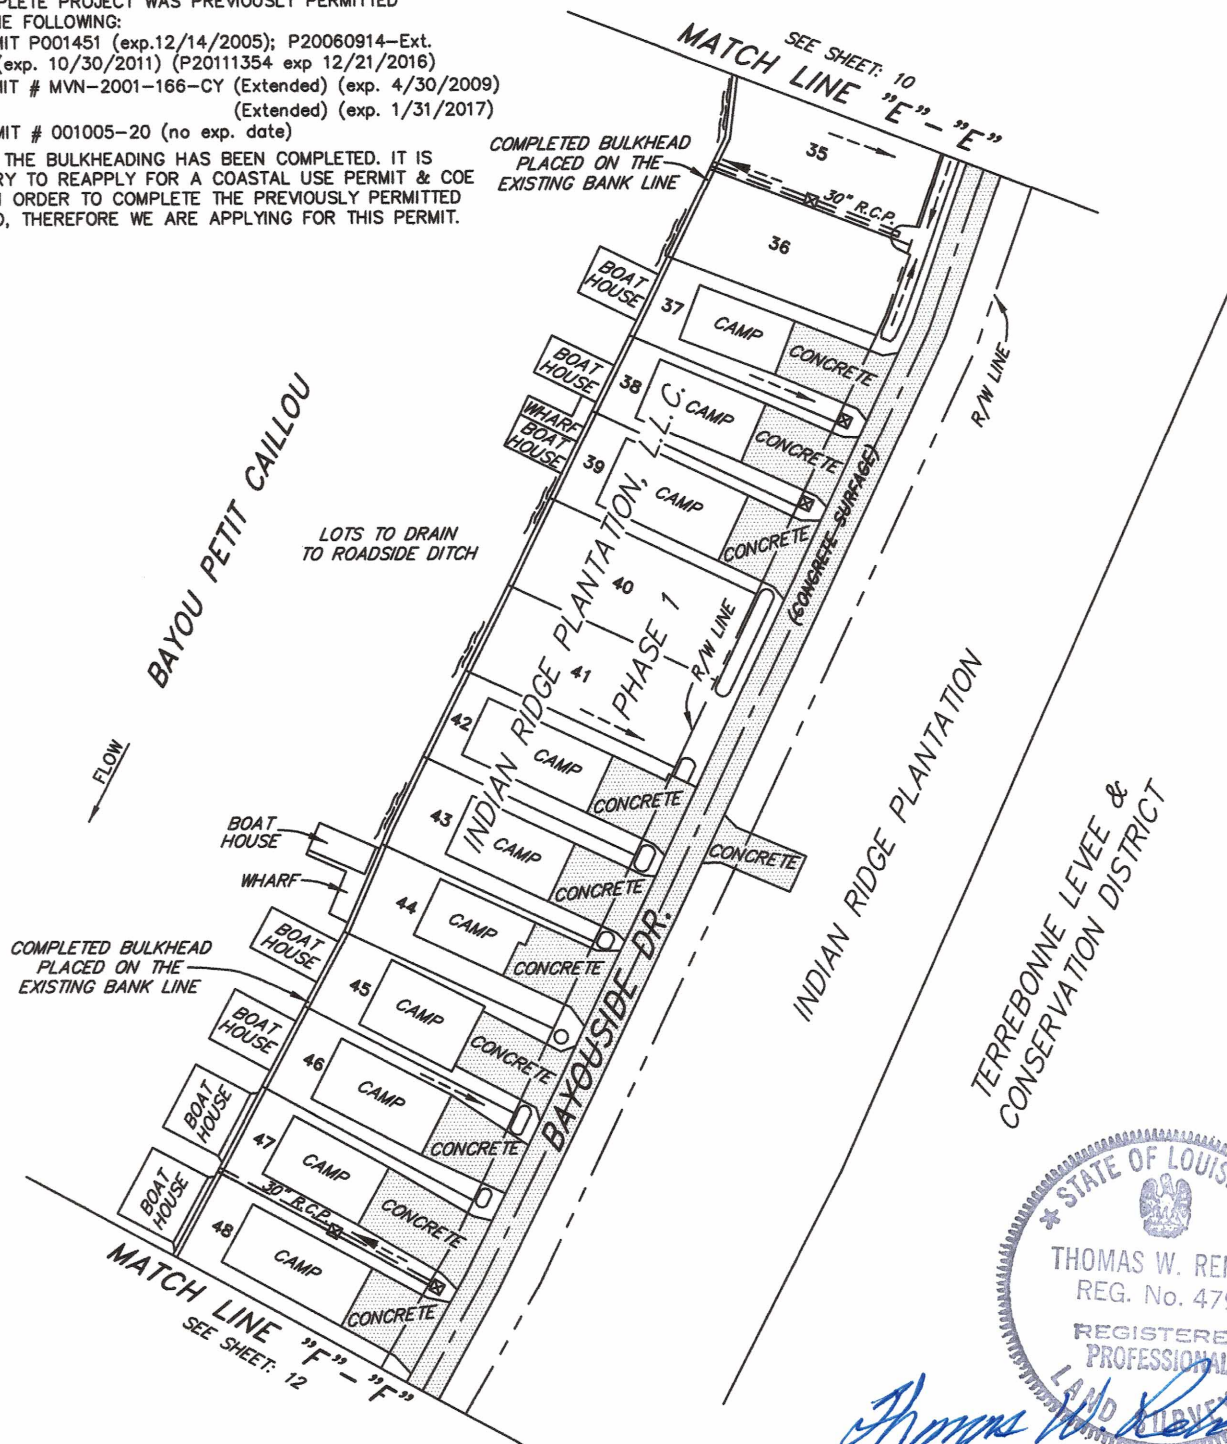 PROJECT WAS PREVIOUSLY PERMITTED
FOLLOWING:
P001451 (exp.12/14/2005); P20060914-Ext.
(exp. 10/30/2011) (P20111354 exp 12/21/2016)
# MVN-2001-166-CY (Extended) (exp. 4/30/2009)
(Extended) (exp. 1/31/2017)
# 001005-20 (no exp. date)
THE BULKHEADING HAS BEEN COMPLETED. IT IS
TO REAPPLY FOR A COASTAL USE PERMIT & COE
ORDER TO COMPLETE THE PREVIOUSLY PERMITTED
THEREFORE WE ARE APPLYING FOR THIS PERMIT.
SEE SHEET: 10
MATCH LINE "E" - "E"
COMPLETED BULKHEAD
PLACED ON THE
EXISTING BANK LINE
35
30" R.C.P.
36
BOAT
HOUSE
37
CAMP
CONCRETE
R/W LINE
BOAT
HOUSE
38
CAMP
CONCRETE
WHARF
BOAT
HOUSE
39
CAMP
CONCRETE
(CONCRETE SURFACE)
BAYOU PETIT CAILLOU
LOTS TO DRAIN
TO ROADSIDE DITCH
INDIAN RIDGE PLANTATION, L.L.C.
PHASE 1
40
R/W LINE
41
42
CAMP
CONCRETE
FLOW
43
CAMP
CONCRETE
CONCRETE
BOAT
HOUSE
WHARF
44
CAMP
CONCRETE
BOAT
HOUSE
COMPLETED BULKHEAD
PLACED ON THE
EXISTING BANK LINE
45
CAMP
CONCRETE
BAYOUSIDE DR.
INDIAN RIDGE PLANTATION
TERREBONNE LEVEE &
CONSERVATION DISTRICT
BOAT
HOUSE
46
CAMP
CONCRETE
BOAT
HOUSE
47
CAMP
CONCRETE
BOAT
HOUSE
30" R.C.P.
48
CAMP
CONCRETE
MATCH LINE "F" - "F"
SEE SHEET: 12
STATE OF
THOMAS W.
REG. No.
PROFESSIONAL
LAND
Thomas W.